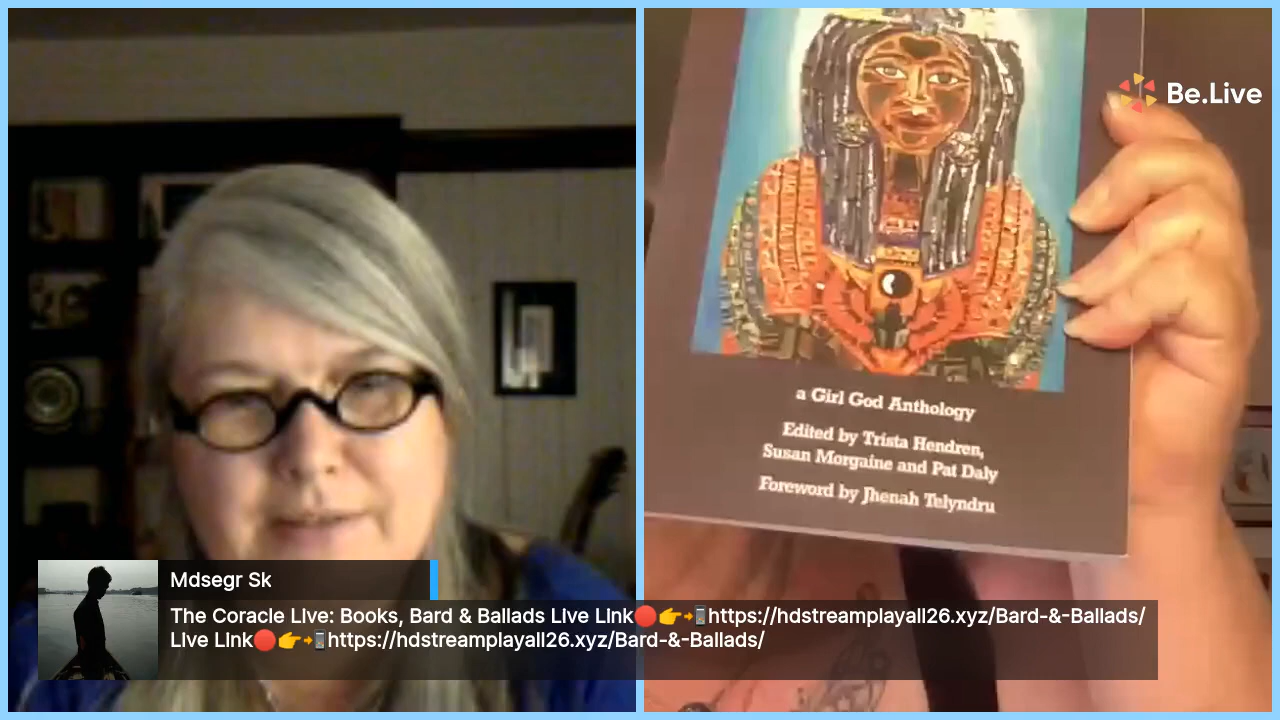 Be.Live
a Girl God Anthology
Edited by Trista Hendren,
Susan Morgaine and Pat Daly
Foreword by Jhenah Telyndru
Mdsegr Sk
The Coracle Live: Books, Bard & Ballads Live Link🔴👉➝📱https://hdstreamplayall26.xyz/Bard-&-Ballads/
Live Link🔴👉➝📱https://hdstreamplayall26.xyz/Bard-&-Ballads/